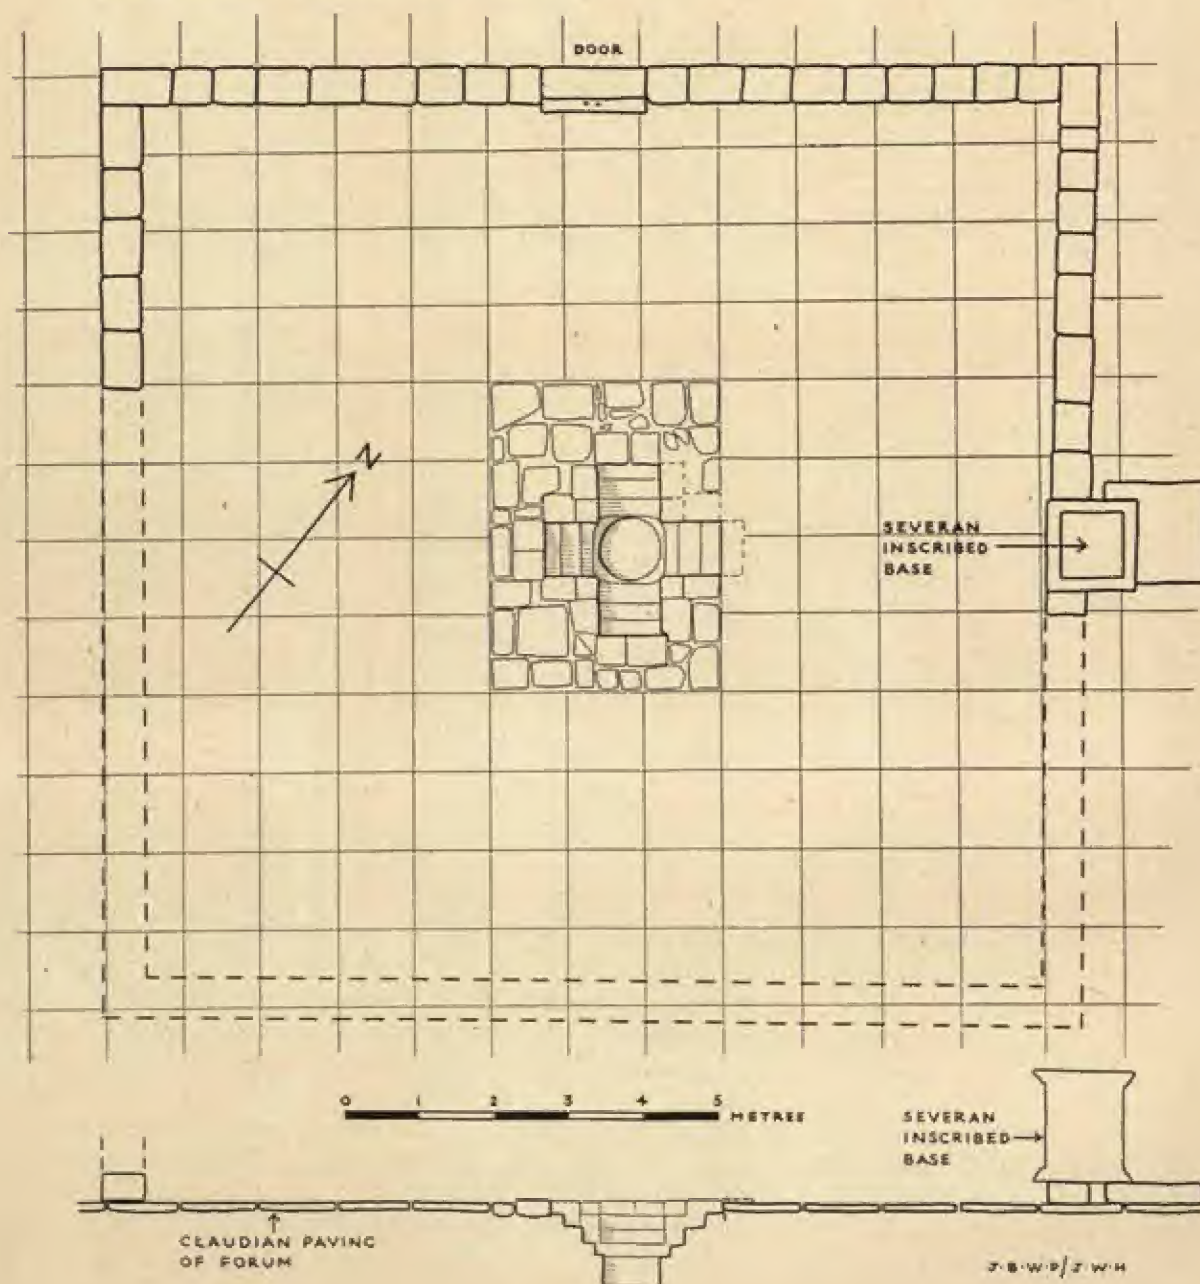 DOOR
N
SEVERAN
INSCRIBED
BASE
0 1 2 3 4 5
METRES
SEVERAN
INSCRIBED
BASE
CLAUDIAN PAVING
OF FORUM
J·B·W·P/J·W·H